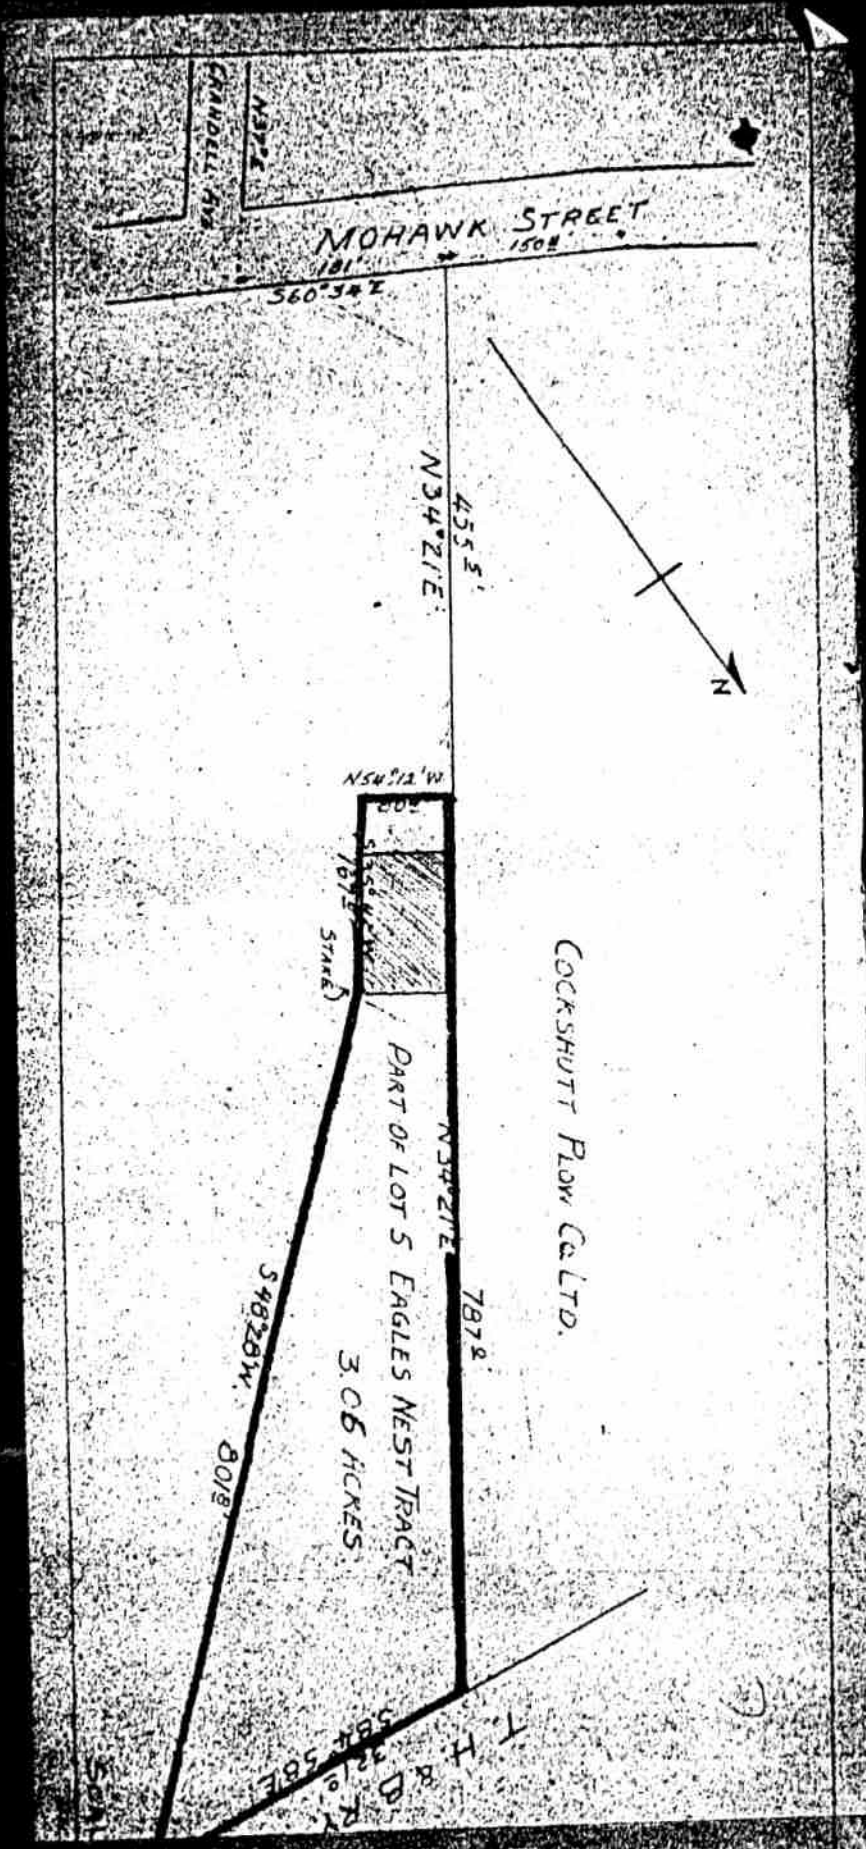 CRANDELL AVE
MOHAWK STREET
181'
150'
S60°34'E
455.5'
N34°21'E
N
N54°12'W
STAKE
COCKSHUTT PLOW CO. LTD.
N34°21'E
787.2
PART OF LOT 5 EAGLES NEST TRACT
3.06 ACRES
S48°28'W. 801.8'
T. H. & B. RY
S84°58'E